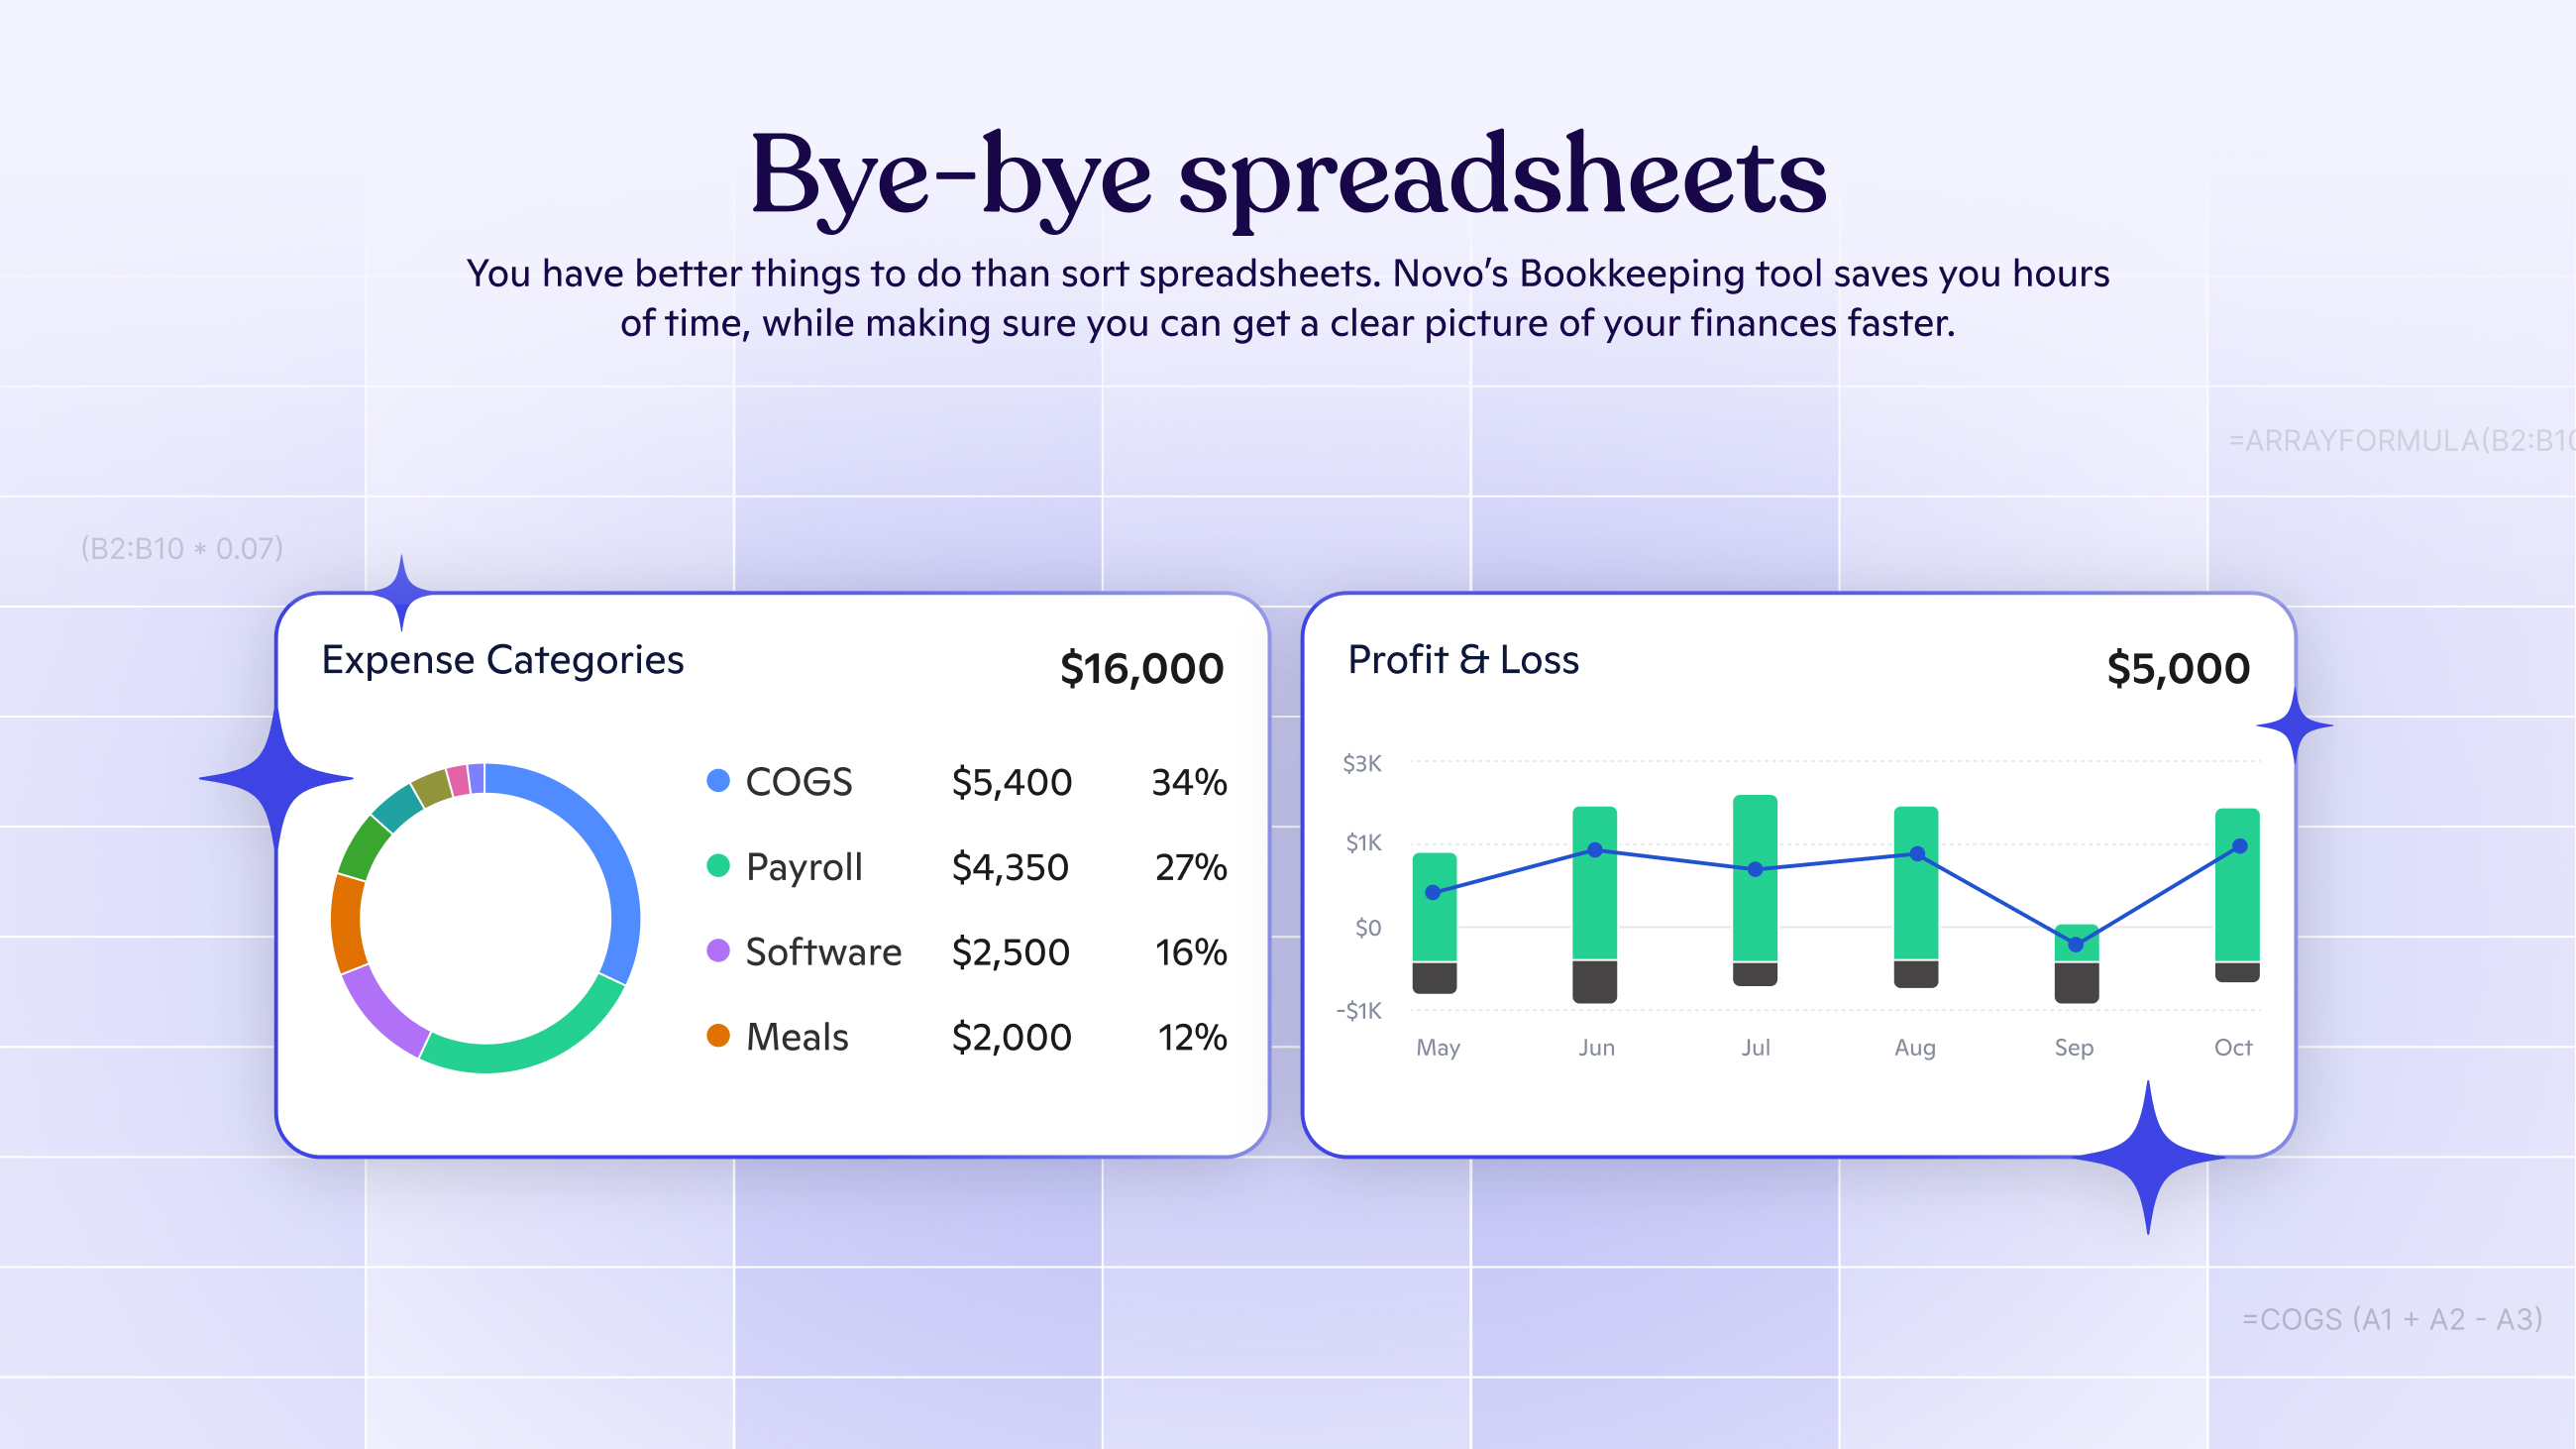 Bye-bye spreadsheets
You have better things to do than sort spreadsheets. Novo’s Bookkeeping tool saves you hours
of time, while making sure you can get a clear picture of your finances faster.
=ARRAYFORMULA(B2:B10
(B2:B10 * 0.07)
Expense Categories
$16,000
COGS $5,400 34%
Payroll $4,350 27%
Software $2,500 16%
Meals $2,000 12%
Profit & Loss
$5,000
$3K
$1K
$0
-$1K
May Jun Jul Aug Sep Oct
=COGS (A1 + A2 - A3)